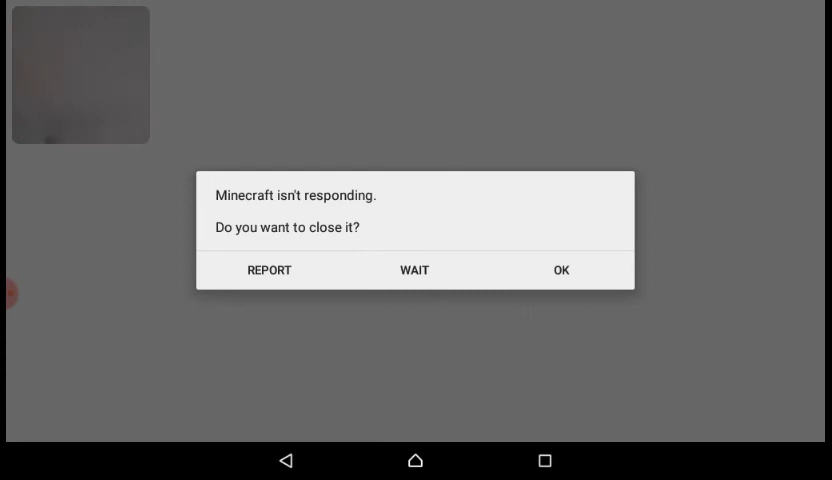 Minecraft isn't responding.
Do you want to close it?
REPORT WAIT OK